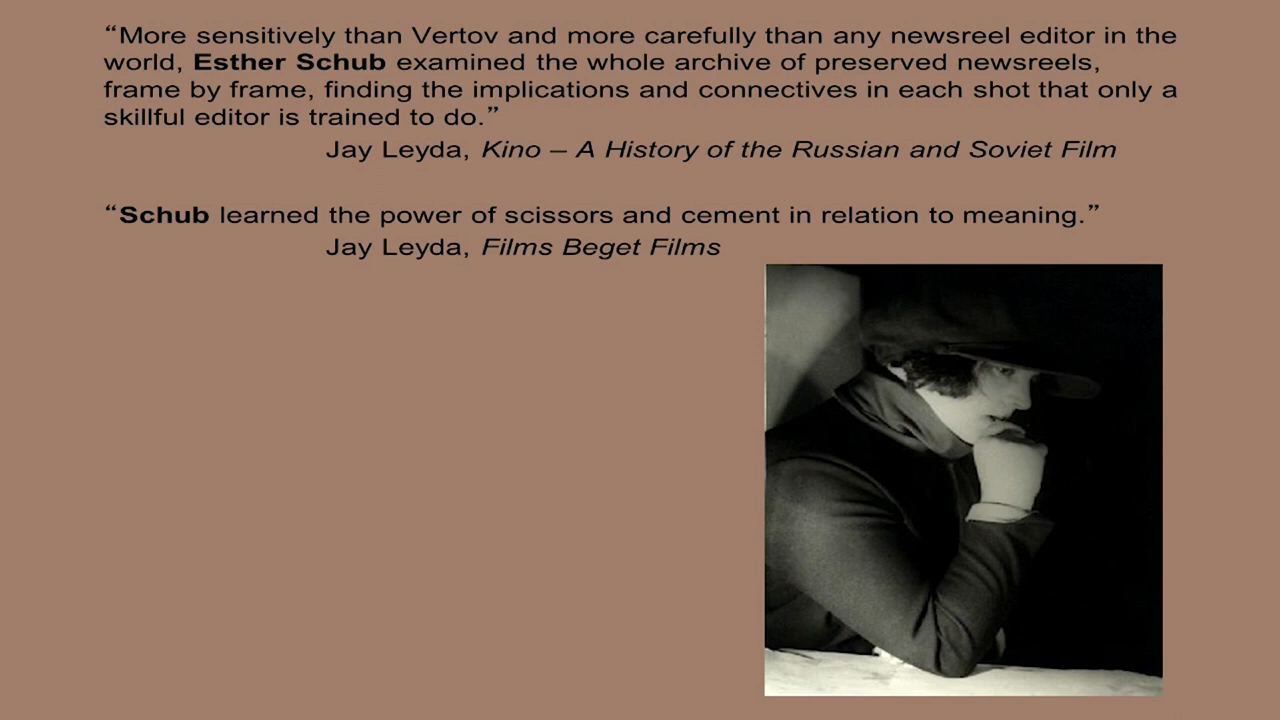 “More sensitively than Vertov and more carefully than any newsreel editor in the
world, Esther Schub examined the whole archive of preserved newsreels,
frame by frame, finding the implications and connectives in each shot that only a
skillful editor is trained to do.”
Jay Leyda, Kino – A History of the Russian and Soviet Film
“Schub learned the power of scissors and cement in relation to meaning.”
Jay Leyda, Films Beget Films